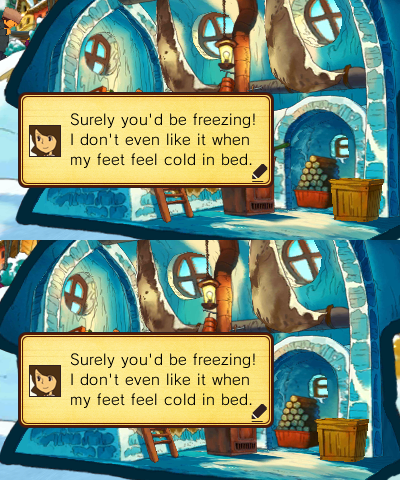 Surely you'd be freezing!
I don't even like it when
my feet feel cold in bed.
Surely you'd be freezing!
I don't even like it when
my feet feel cold in bed.